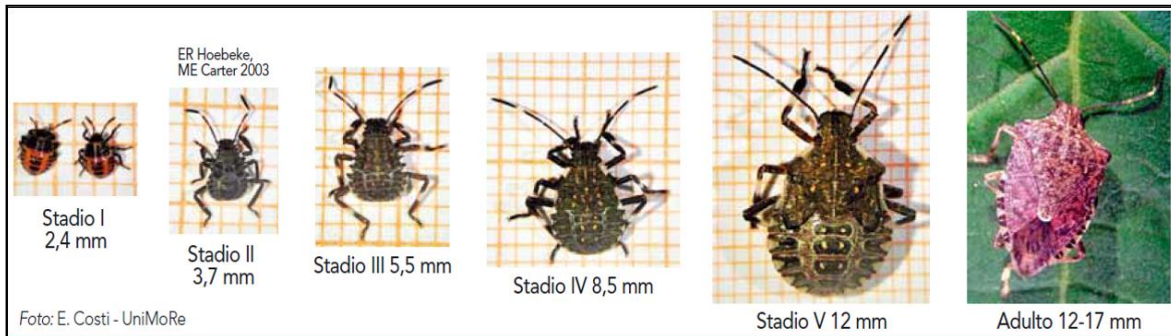 ER Hoebeke,
ME Carter 2003
Stadio I
2,4 mm
Stadio II
3,7 mm
Stadio III 5,5 mm
Stadio IV 8,5 mm
Stadio V 12 mm
Adulto 12-17 mm
Foto: E. Costi - UniMoRe